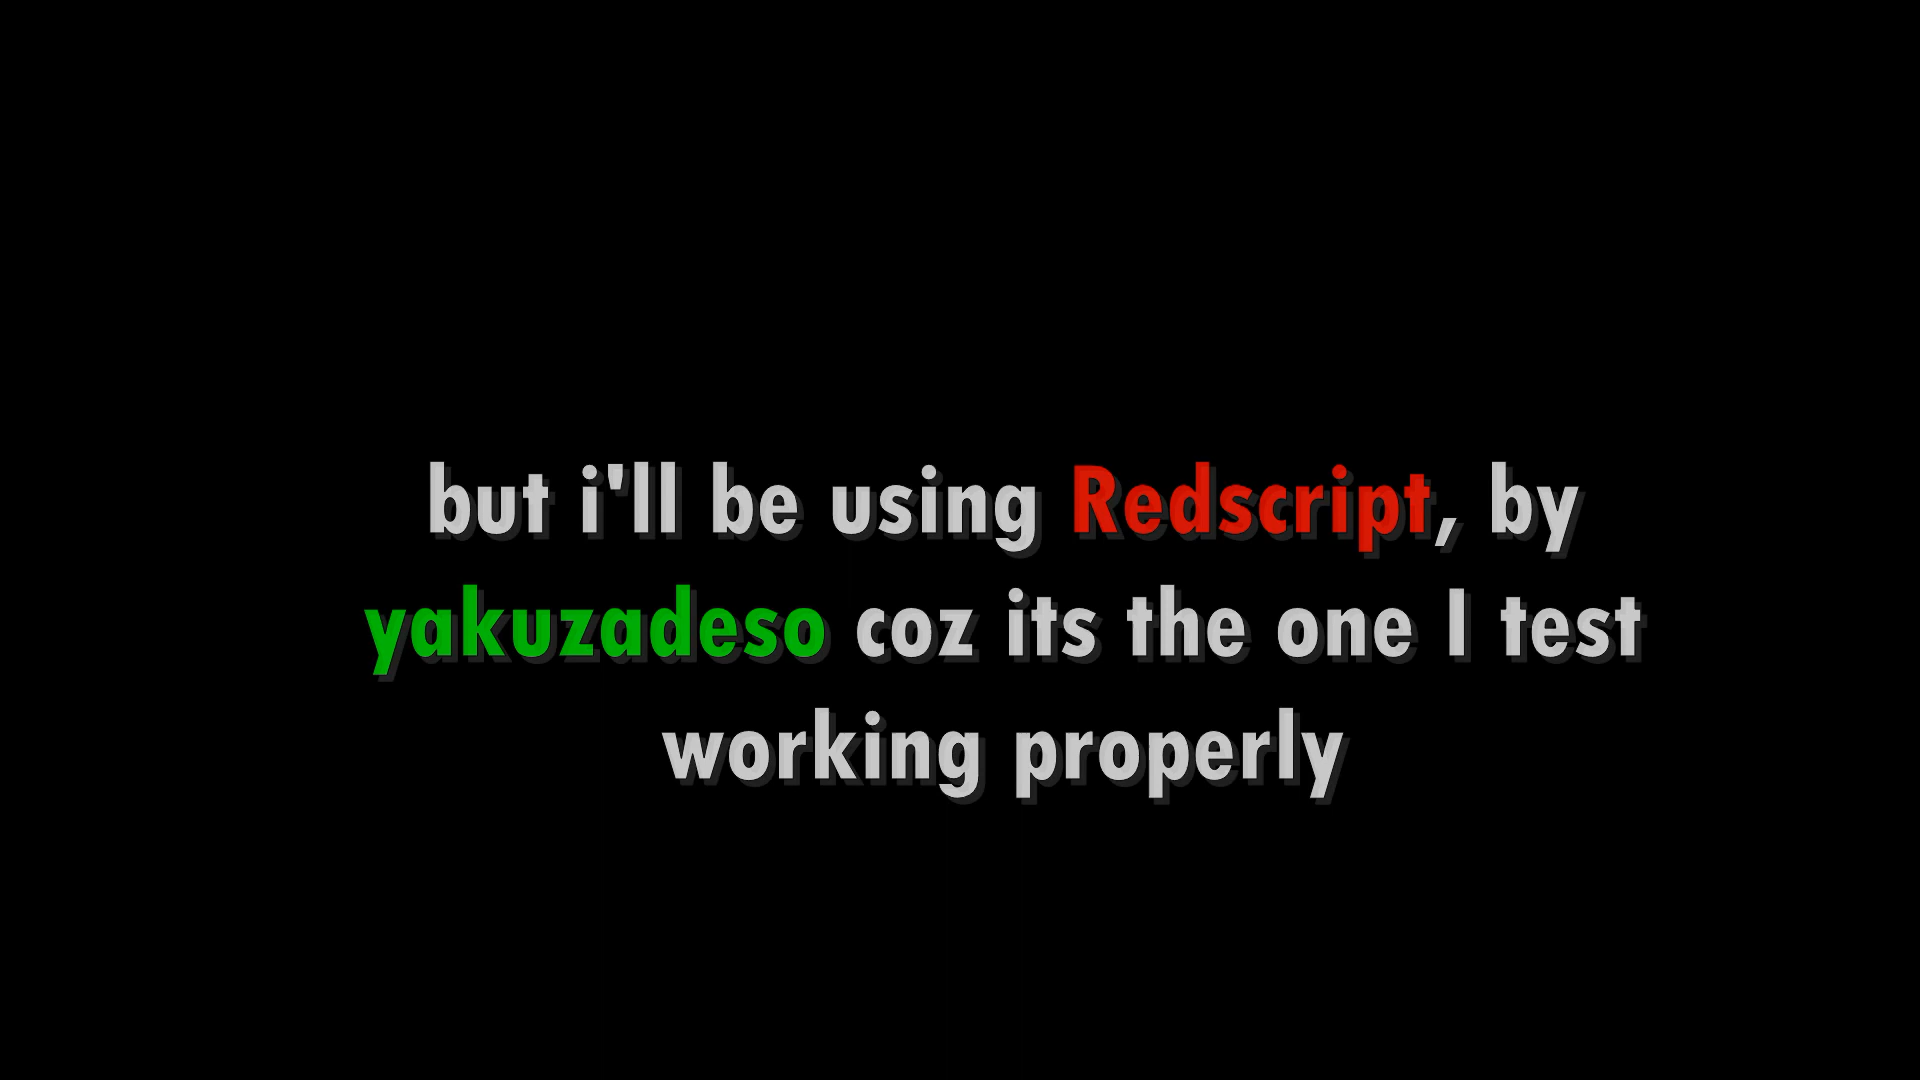 but i'll be using Redscript, by
yakuzadeso coz its the one I test
working properly